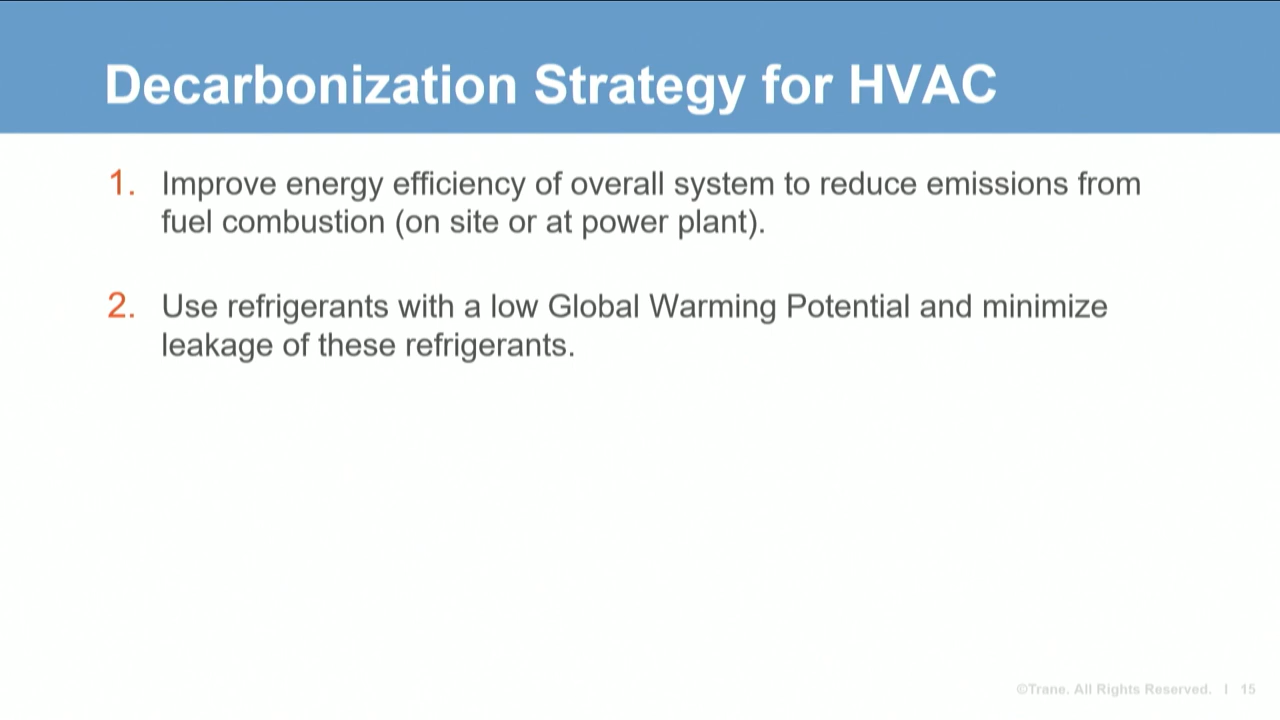 Decarbonization Strategy for HVAC
1. Improve energy efficiency of overall system to reduce emissions from
fuel combustion (on site or at power plant).
2. Use refrigerants with a low Global Warming Potential and minimize
leakage of these refrigerants.
©Trane. All Rights Reserved. I 15